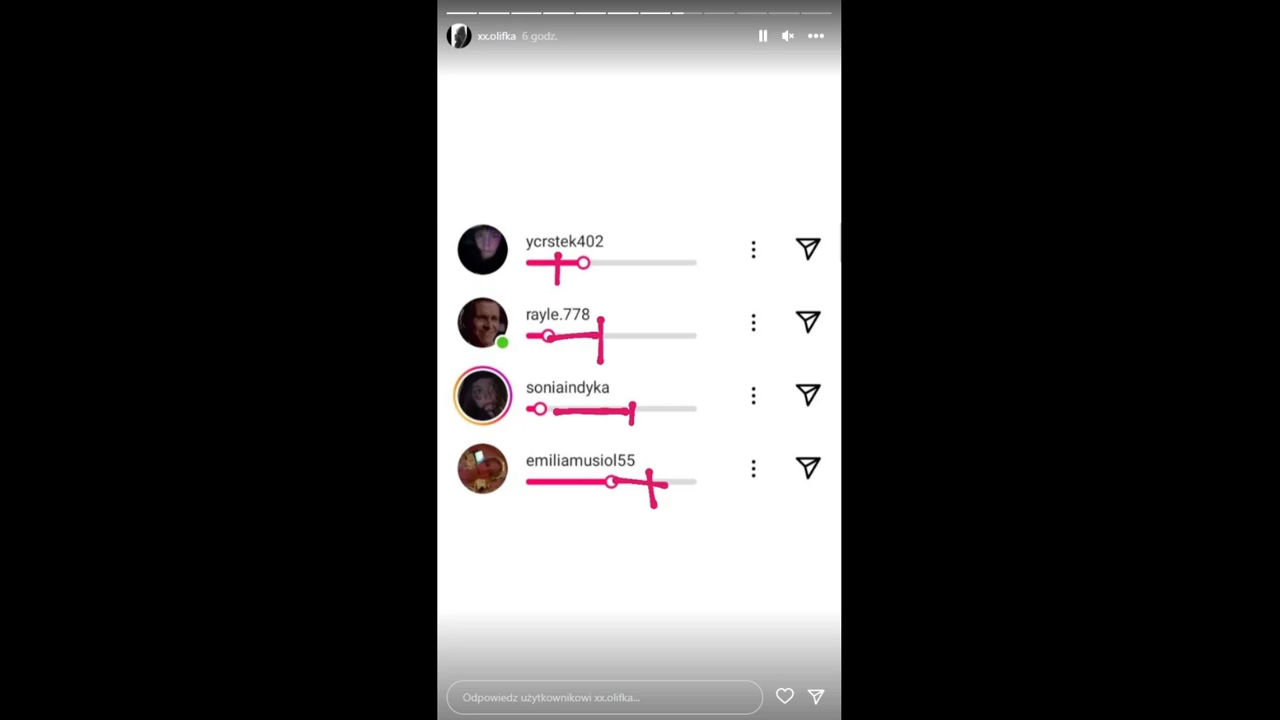 xx.olifka 6 godz.
ycrstek402
rayle.778
soniaindyka
emiliamusiol55
Odpowiedz użytkownikowi xx.olifka...